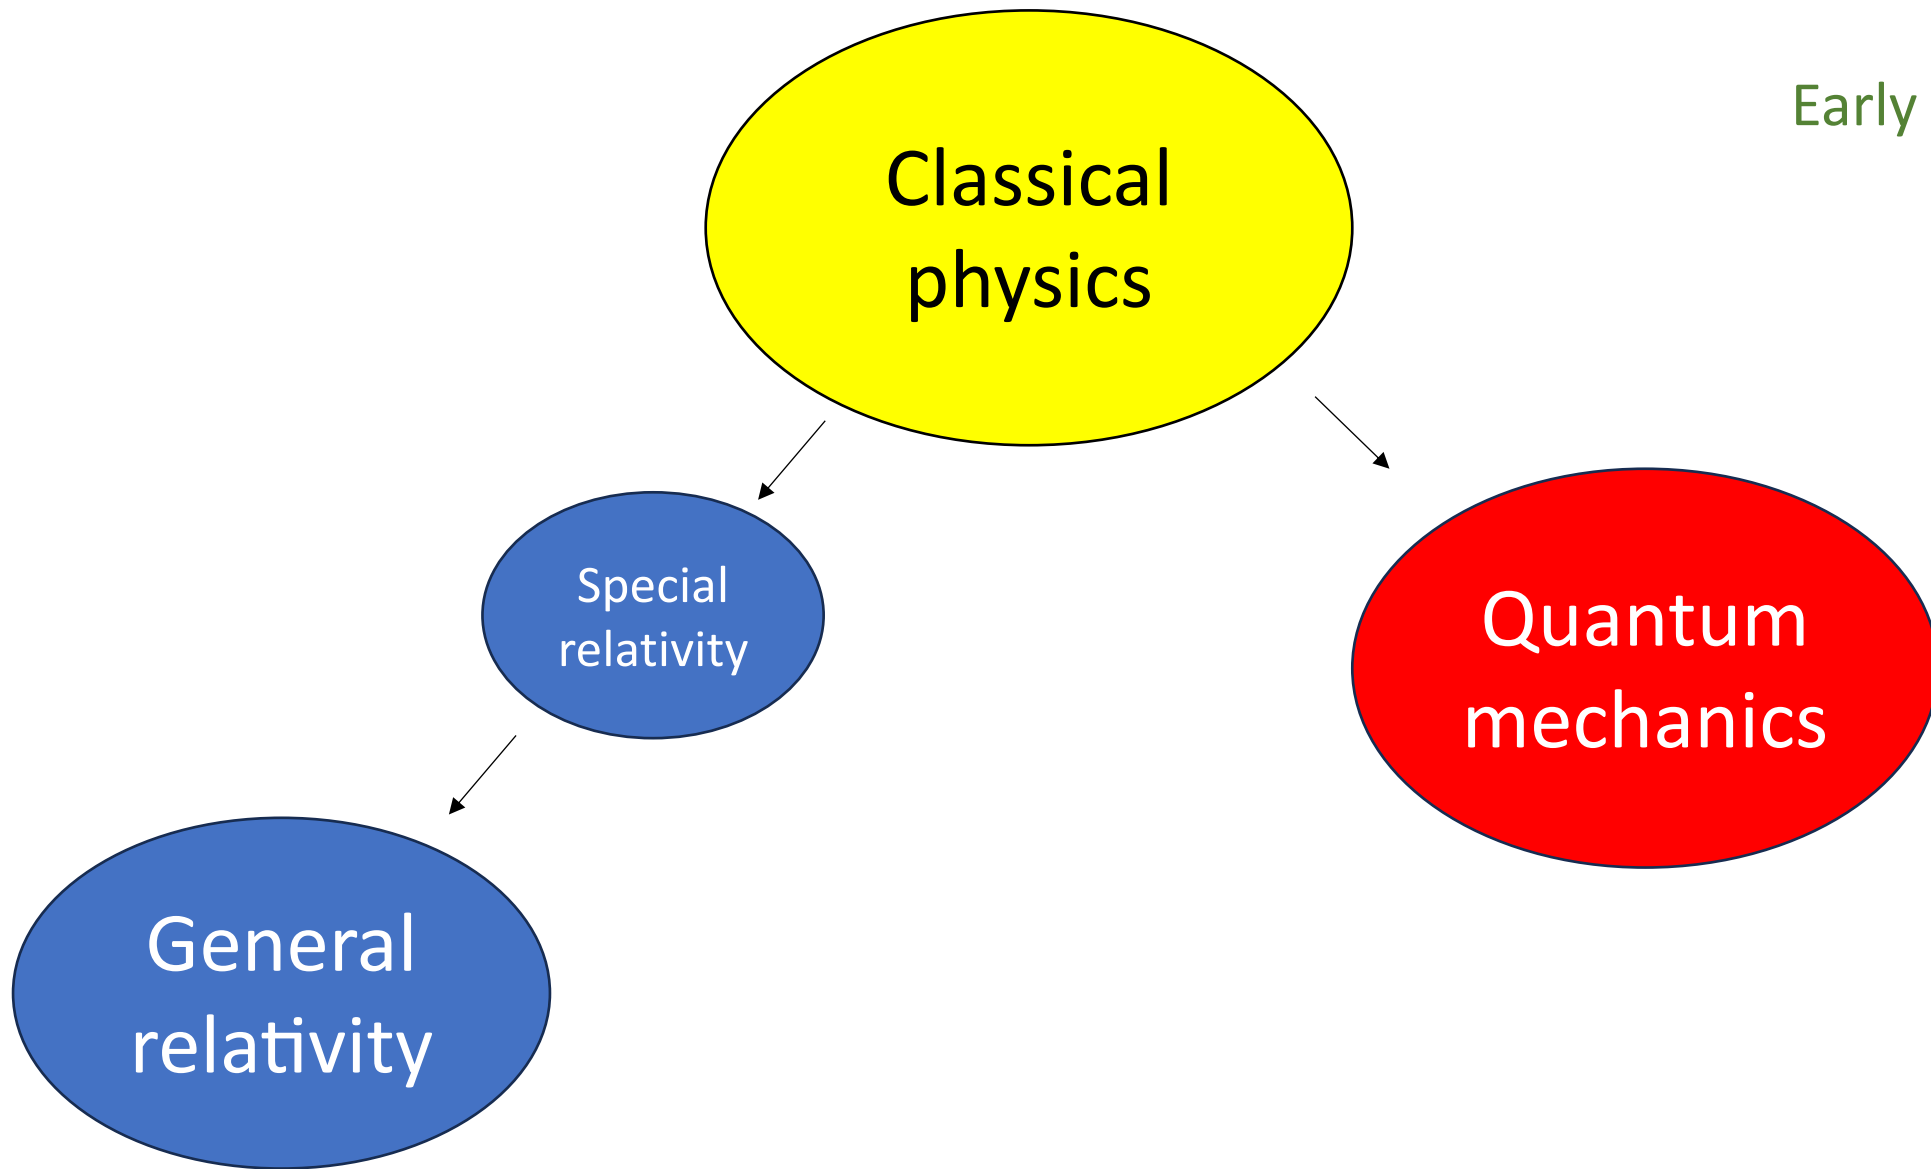 Early
Classical
physics
Special
relativity
Quantum
mechanics
General
relativity